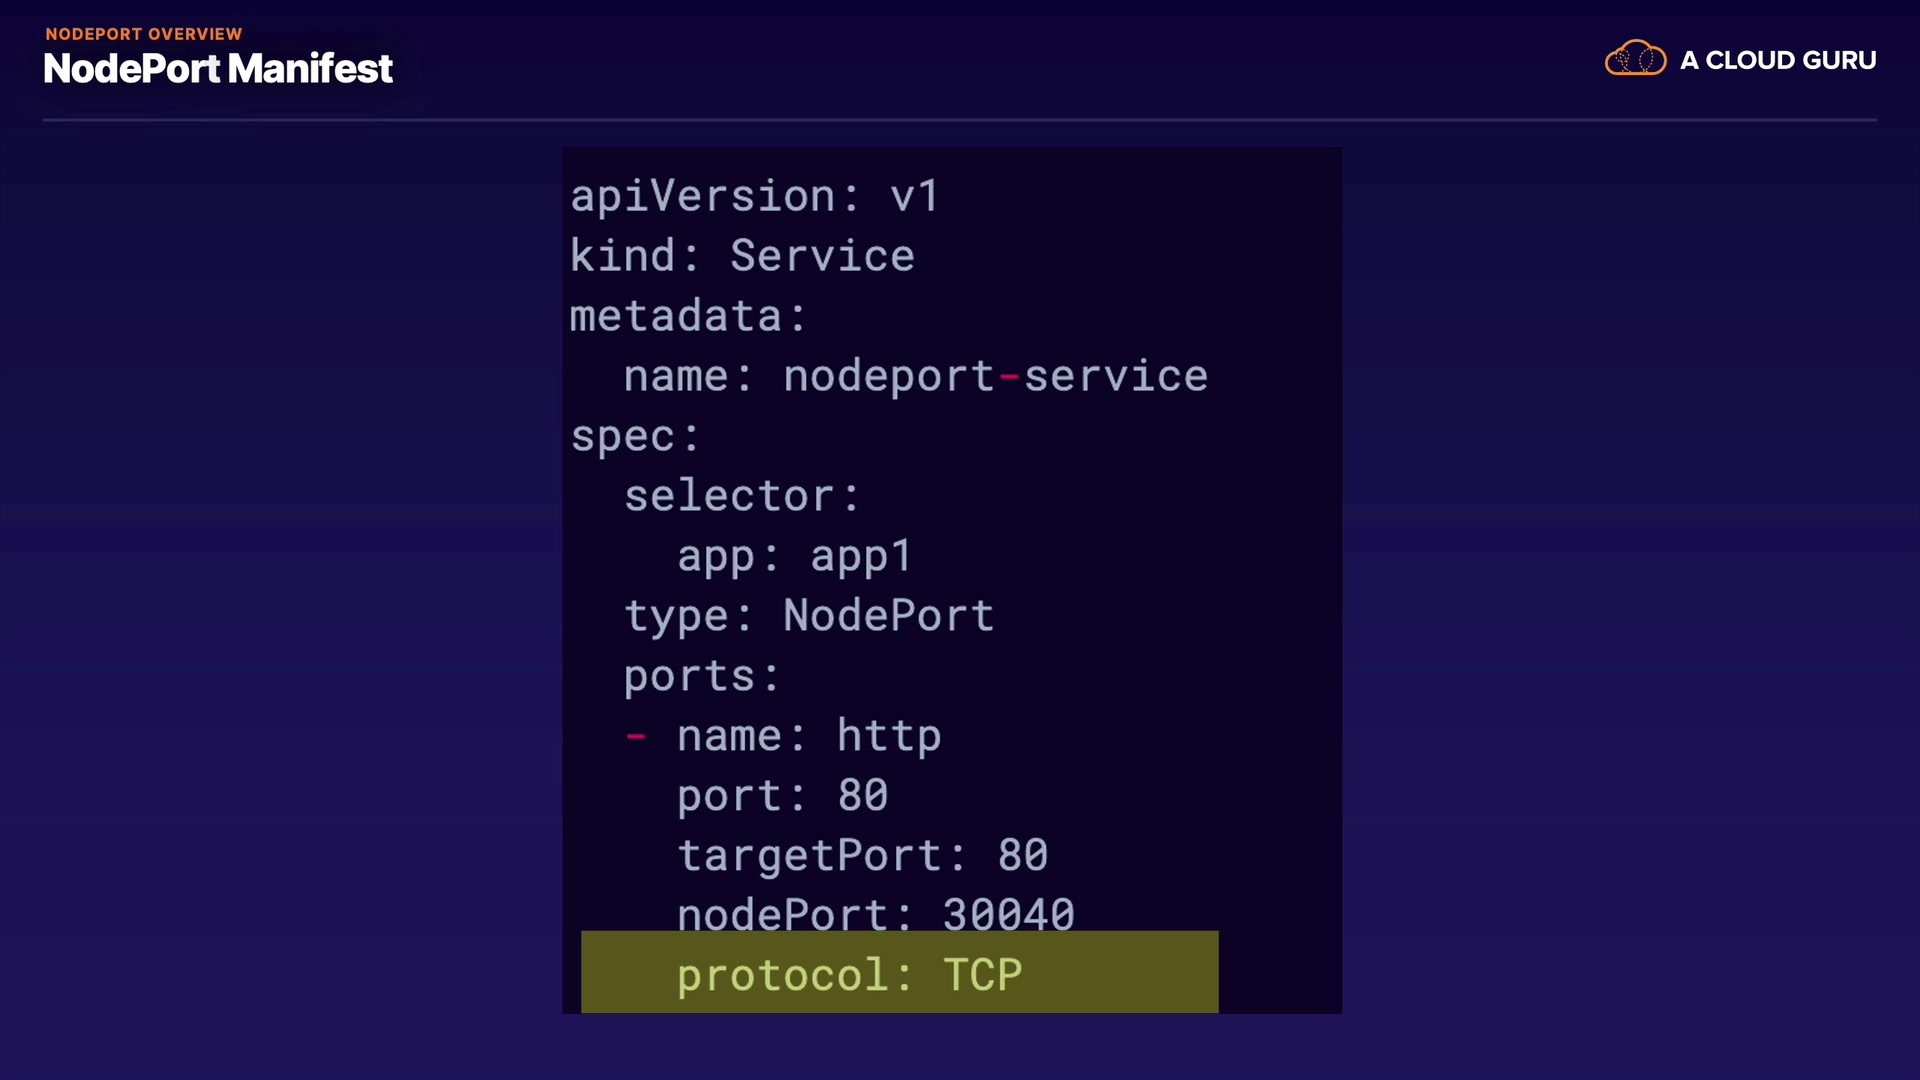 NODEPORT OVERVIEW
NodePort Manifest
A CLOUD GURU
apiVersion: v1
kind: Service
metadata:
  name: nodeport-service
spec:
  selector:
    app: app1
  type: NodePort
  ports:
  - name: http
    port: 80
    targetPort: 80
    nodePort: 30040
    protocol: TCP